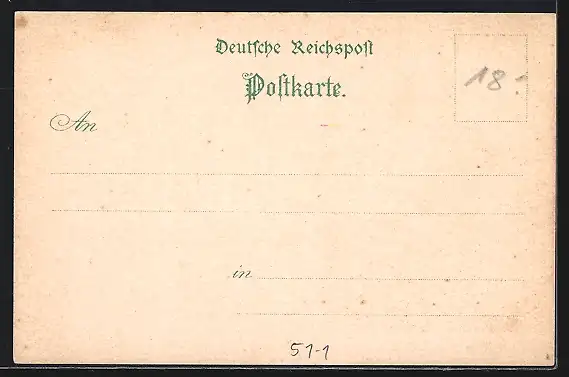 Deutsche Reichspost
Postkarte.
18.-
An
in
51-1